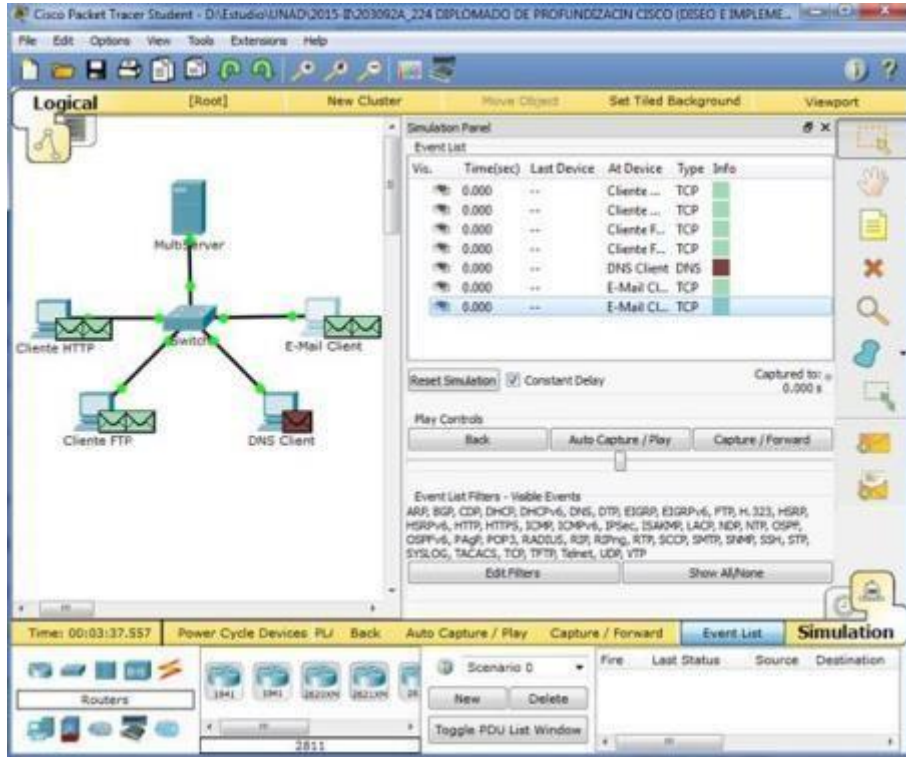 Cisco Packet Tracer Student - D:\Estudio\UNAD\2015-II\203092A_224 DIPLOMADO DE PROFUNDIZACIN CISCO (DISEO E IMPLEME...
File Edit Options View Tools Extensions Help
Logical [Root] New Cluster Move Object Set Tiled Background Viewport
MultiServer
Cliente HTTP
Switch
E-Mail Client
Cliente FTP
DNS Client
Simulation Panel
Event List
Vis. Time(sec) Last Device At Device Type Info
0.000 -- Cliente ... TCP
0.000 -- Cliente ... TCP
0.000 -- Cliente F... TCP
0.000 -- Cliente F... TCP
0.000 -- DNS Client DNS
0.000 -- E-Mail Cl... TCP
0.000 -- E-Mail Cl... TCP
Reset Simulation Constant Delay Captured to:
0.000 s
Play Controls
Back Auto Capture / Play Capture / Forward
Event List Filters - Visible Events
ARP, BGP, CDP, DHCP, DHCPv6, DNS, DTP, EIGRP, EIGRPv6, FTP, H.323, HSRP,
HSRPv6, HTTP, HTTPS, ICMP, ICMPv6, IPSec, ISAKMP, LACP, NDP, NTP, OSPF,
OSPFv6, PAgP, POP3, RADIUS, RIP, RIPng, RTP, SCCP, SMTP, SNMP, SSH, STP,
SYSLOG, TACACS, TCP, TFTP, Telnet, UDP, VTP
Edit Filters Show All/None
Time: 00:03:37.557 Power Cycle Devices Back Auto Capture / Play Capture / Forward Event List Simulation
Routers
1841 1941 2620XM 2621XM
2811
Scenario 0
New Delete
Toggle PDU List Window
Fire Last Status Source Destination